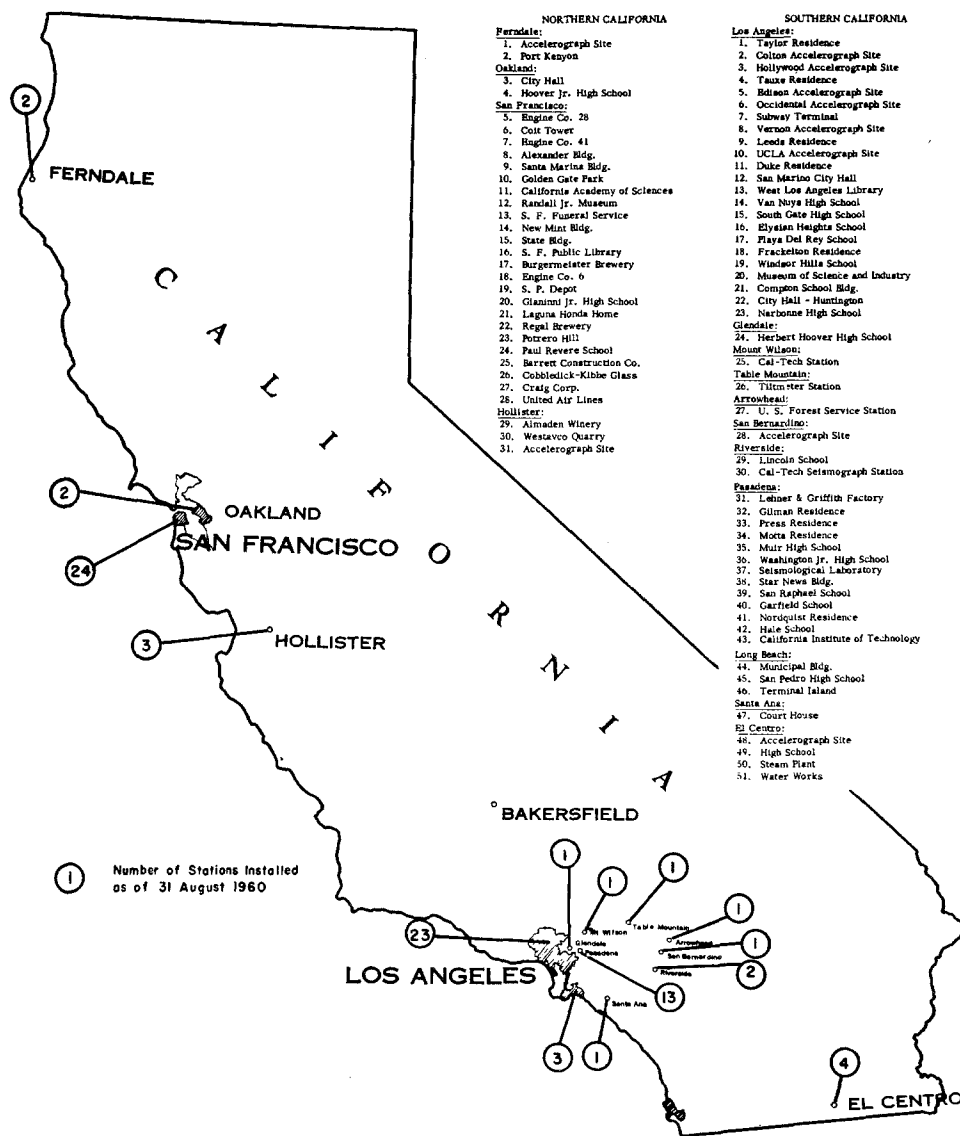 NORTHERN CALIFORNIA
Ferndale:
1. Accelerograph Site
2. Port Kenyon
Oakland:
3. City Hall
4. Hoover Jr. High School
San Francisco:
5. Engine Co. 28
6. Coit Tower
7. Engine Co. 41
8. Alexander Bldg.
9. Santa Marina Bldg.
10. Golden Gate Park
11. California Academy of Sciences
12. Randall Jr. Museum
13. S. F. Funeral Service
14. New Mint Bldg.
15. State Bldg.
16. S. F. Public Library
17. Burgermeister Brewery
18. Engine Co. 6
19. S. P. Depot
20. Gianinni Jr. High School
21. Laguna Honda Home
22. Regal Brewery
23. Potrero Hill
24. Paul Revere School
25. Barrett Construction Co.
26. Cobbledick-Kibbe Glass
27. Craig Corp.
28. United Air Lines
Hollister:
29. Almaden Winery
30. Westavco Quarry
31. Accelerograph Site
SOUTHERN CALIFORNIA
Los Angeles:
1. Taylor Residence
2. Colton Accelerograph Site
3. Hollywood Accelerograph Site
4. Tauxe Residence
5. Edison Accelerograph Site
6. Occidental Accelerograph Site
7. Subway Terminal
8. Vernon Accelerograph Site
9. Leeds Residence
10. UCLA Accelerograph Site
11. Duke Residence
12. San Marino City Hall
13. West Los Angeles Library
14. Van Nuys High School
15. South Gate High School
16. Elysian Heights School
17. Playa Del Rey School
18. Frackelton Residence
19. Windsor Hills School
20. Museum of Science and Industry
21. Compton School Bldg.
22. City Hall - Huntington
23. Narbonne High School
Glendale:
24. Herbert Hoover High School
Mount Wilson:
25. Cal-Tech Station
Table Mountain:
26. Tiltmeter Station
Arrowhead:
27. U. S. Forest Service Station
San Bernardino:
28. Accelerograph Site
Riverside:
29. Lincoln School
30. Cal-Tech Seismograph Station
Pasadena:
31. Lehner & Griffith Factory
32. Gilman Residence
33. Press Residence
34. Motta Residence
35. Muir High School
36. Washington Jr. High School
37. Seismological Laboratory
38. Star News Bldg.
39. San Raphael School
40. Garfield School
41. Nordquist Residence
42. Hale School
43. California Institute of Technology
Long Beach:
44. Municipal Bldg.
45. San Pedro High School
46. Terminal Island
Santa Ana:
47. Court House
El Centro:
48. Accelerograph Site
49. High School
50. Steam Plant
51. Water Works
2
FERNDALE
CALIFORNIA
2
OAKLAND
SAN FRANCISCO
24
3
HOLLISTER
BAKERSFIELD
1
Number of Stations Installed
as of 31 August 1960
1
1
1
1
1
2
23
Mt Wilson
Table Mountain
Glendale
Pasadena
Arrowhead
San Bernardino
Riverside
LOS ANGELES
13
Santa Ana
3
1
4
EL CENTRO